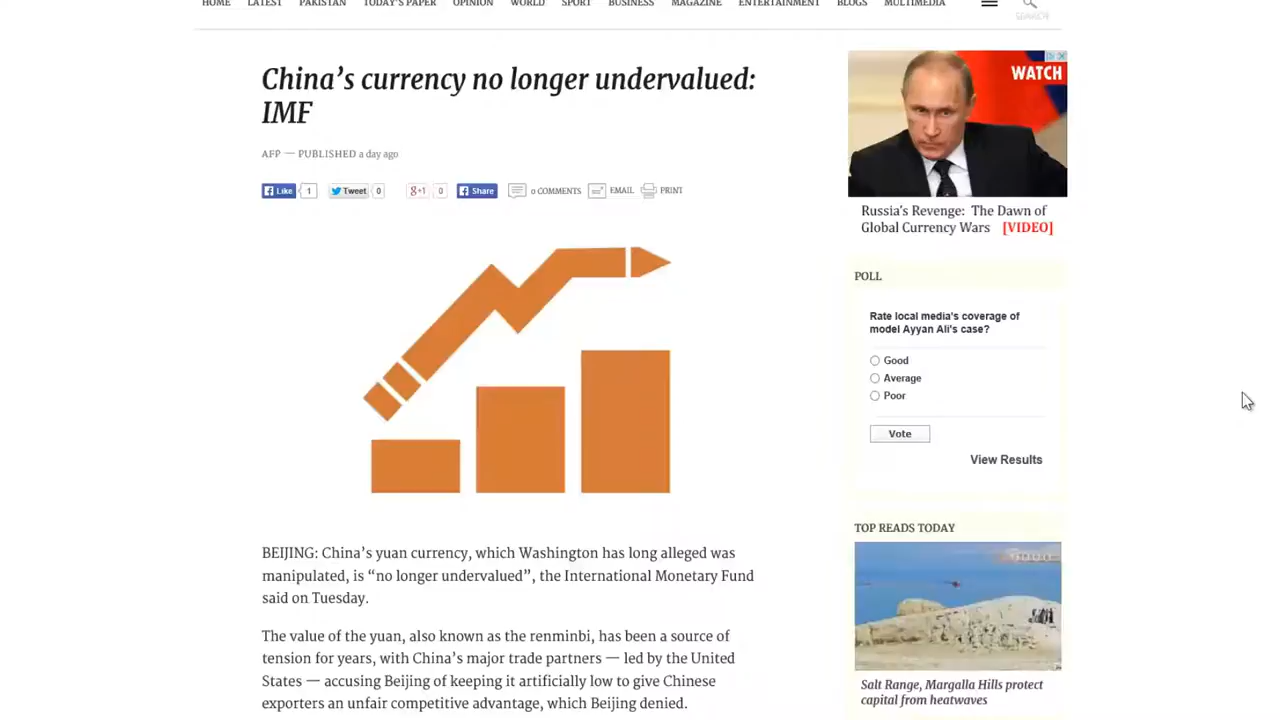 HOME LATEST PAKISTAN TODAY'S PAPER OPINION WORLD SPORT BUSINESS MAGAZINE ENTERTAINMENT BLOGS MULTIMEDIA
SEARCH
China's currency no longer undervalued:
IMF
AFP — PUBLISHED a day ago
Like 1 Tweet 0 g+1 0 Share 0 COMMENTS EMAIL PRINT
BEIJING: China's yuan currency, which Washington has long alleged was
manipulated, is “no longer undervalued”, the International Monetary Fund
said on Tuesday.
The value of the yuan, also known as the renminbi, has been a source of
tension for years, with China's major trade partners — led by the United
States — accusing Beijing of keeping it artificially low to give Chinese
exporters an unfair competitive advantage, which Beijing denied.
WATCH
Russia's Revenge: The Dawn of
Global Currency Wars [VIDEO]
POLL
Rate local media's coverage of
model Ayyan Ali's case?
Good
Average
Poor
Vote
View Results
TOP READS TODAY
Salt Range, Margalla Hills protect
capital from heatwaves